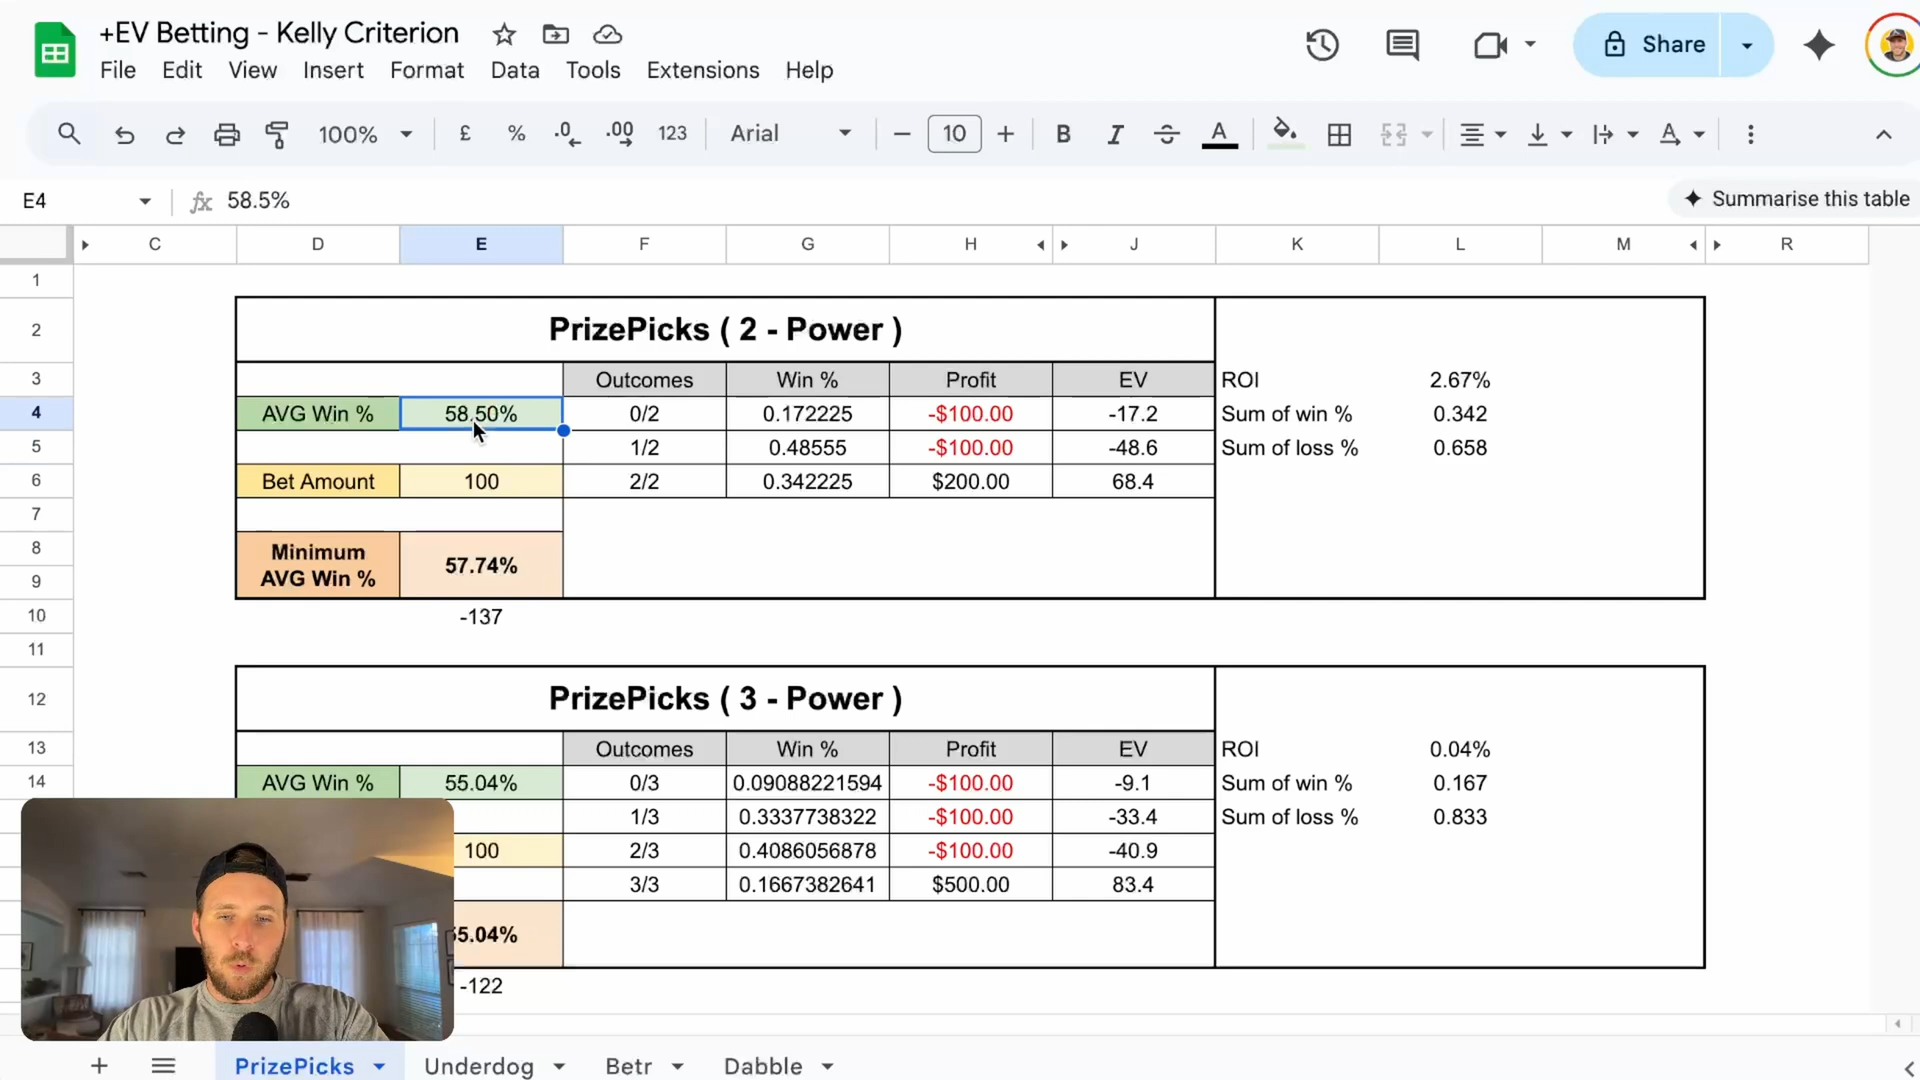 +EV Betting - Kelly Criterion
File Edit View Insert Format Data Tools Extensions Help
Share
100% £ % .0 .00 123 Arial 10 B I A A
E4 fx 58.5%
Summarise this table
C D E F G H J K L M R
1
2 PrizePicks ( 2 - Power )
3 Outcomes Win % Profit EV ROI 2.67%
4 AVG Win % 58.50% 0/2 0.172225 -$100.00 -17.2 Sum of win % 0.342
5 1/2 0.48555 -$100.00 -48.6 Sum of loss % 0.658
6 Bet Amount 100 2/2 0.342225 $200.00 68.4
7
8 Minimum
9 AVG Win % 57.74%
10 -137
11
12 PrizePicks ( 3 - Power )
13 Outcomes Win % Profit EV ROI 0.04%
14 AVG Win % 55.04% 0/3 0.09088221594 -$100.00 -9.1 Sum of win % 0.167
1/3 0.3337738322 -$100.00 -33.4 Sum of loss % 0.833
100 2/3 0.4086056878 -$100.00 -40.9
3/3 0.1667382641 $500.00 83.4
5.04%
-122
PrizePicks Underdog Betr Dabble